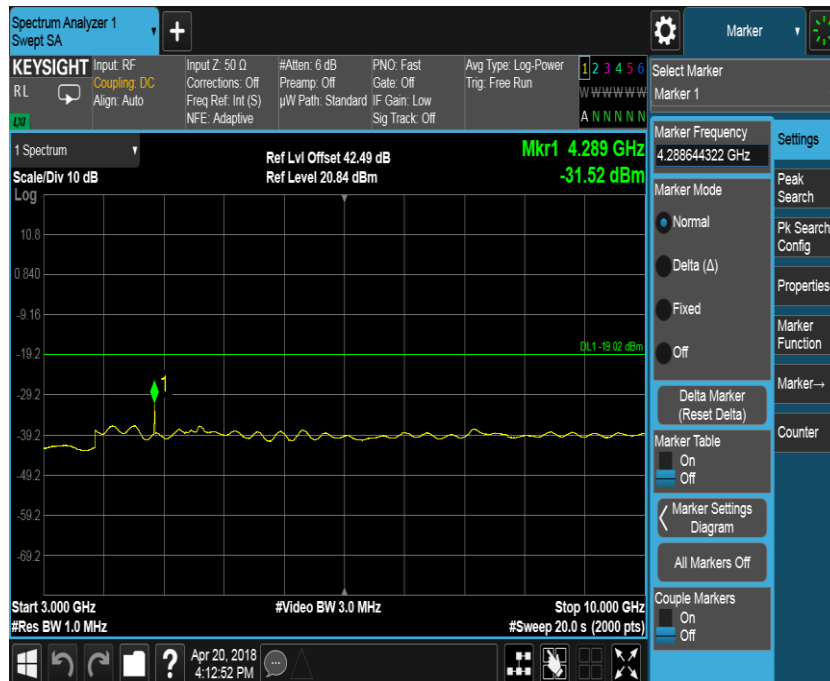 Spectrum Analyzer 1
Swept SA
+
Marker
KEYSIGHT
RL
LXI
Input: RF
Coupling: DC
Align: Auto
Input Z: 50 Ω
Corrections: Off
Freq Ref: Int (S)
NFE: Adaptive
#Atten: 6 dB
Preamp: Off
µW Path: Standard
PNO: Fast
Gate: Off
IF Gain: Low
Sig Track: Off
Avg Type: Log-Power
Trig: Free Run
1 2 3 4 5 6
W W W W W W
A N N N N N
1 Spectrum
Scale/Div 10 dB
Ref Lvl Offset 42.49 dB
Ref Level 20.84 dBm
Mkr1 4.289 GHz
-31.52 dBm
Log
10.8
0.840
-9.16
-19.2
-29.2
-39.2
-49.2
-59.2
-69.2
DL1 -19.02 dBm
1
Start 3.000 GHz
#Res BW 1.0 MHz
#Video BW 3.0 MHz
Stop 10.000 GHz
#Sweep 20.0 s (2000 pts)
?
Apr 20, 2018
4:12:52 PM
Select Marker
Marker 1
Marker Frequency
4.288644322 GHz
Marker Mode
Normal
Delta (Δ)
Fixed
Off
Delta Marker
(Reset Delta)
Marker Table
On
Off
Marker Settings
Diagram
All Markers Off
Couple Markers
On
Off
Settings
Peak
Search
Pk Search
Config
Properties
Marker
Function
Marker→
Counter